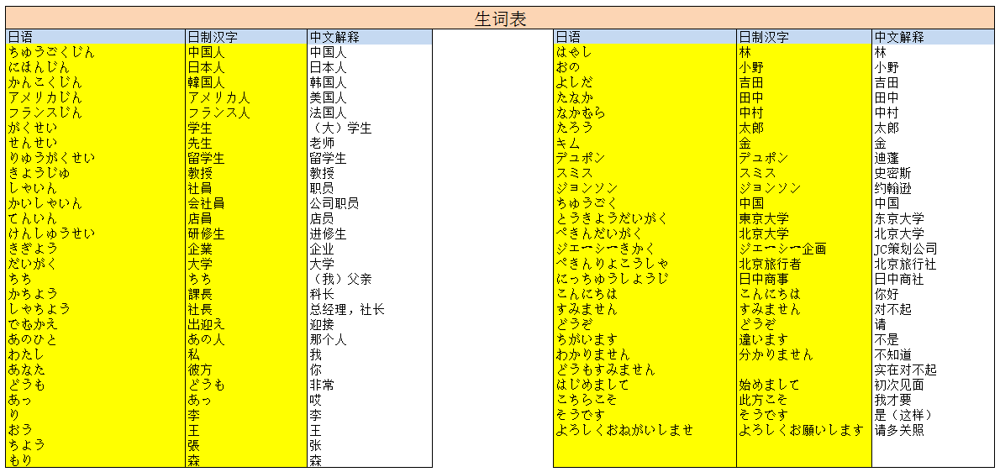 生词表
日语 日制汉字 中文解释
ちゅうごくじん 中国人 中国人
にほんじん 日本人 日本人
かんこくじん 韓国人 韩国人
アメリカじん アメリカ人 美国人
フランスじん フランス人 法国人
がくせい 学生 （大）学生
せんせい 先生 老师
りゅうがくせい 留学生 留学生
きょうじゅ 教授 教授
しゃいん 社員 职员
かいしゃいん 会社員 公司职员
てんいん 店員 店员
けんしゅうせい 研修生 进修生
きぎょう 企業 企业
だいがく 大学 大学
ちち ちち （我）父亲
かちょう 課長 科长
しゃちょう 社長 总经理，社长
でむかえ 出迎え 迎接
あのひと あの人 那个人
わたし 私 我
あなた 彼方 你
どうも どうも 非常
あっ あっ 哎
り 李 李
おう 王 王
ちょう 張 张
もり 森 森
日语 日制汉字 中文解释
はやし 林 林
おの 小野 小野
よしだ 吉田 吉田
たなか 田中 田中
なかむら 中村 中村
たろう 太郎 太郎
キム 金 金
デュポン デュポン 迪蓬
スミス スミス 史密斯
ジョンソン ジョンソン 约翰逊
ちゅうごく 中国 中国
とうきょうだいがく 東京大学 东京大学
ぺきんだいがく 北京大学 北京大学
ジェーシーきかく ジェーシー企画 JC策划公司
ぺきんりょこうしゃ 北京旅行者 北京旅行社
にっちゅうしょうじ 日中商事 日中商社
こんにちは こんにちは 你好
すみません すみません 对不起
どうぞ どうぞ 请
ちがいます 違います 不是
わかりません 分かりません 不知道
どうもすみません 实在对不起
はじめまして 始めまして 初次见面
こちらこそ 此方こそ 我才要
そうです そうです 是（这样）
よろしくおねがいしませ よろしくお願いします 请多关照